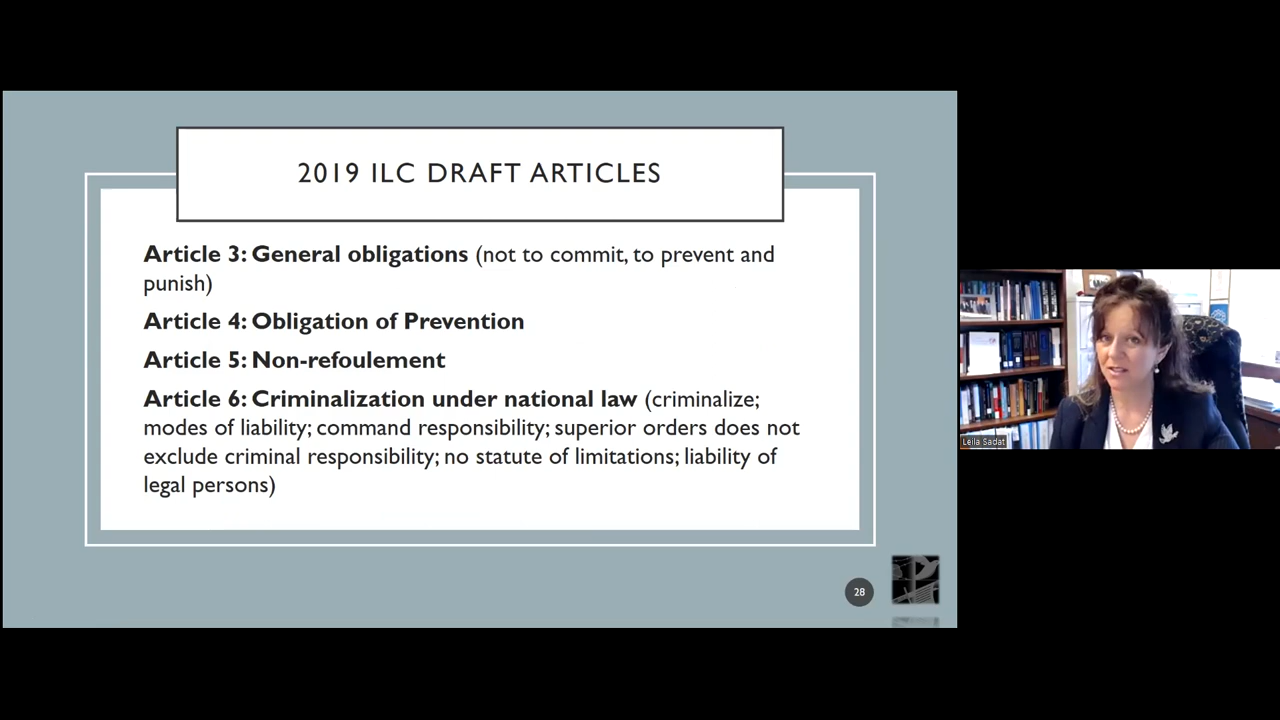 2019 ILC DRAFT ARTICLES
Article 3: General obligations (not to commit, to prevent and
punish)
Article 4: Obligation of Prevention
Article 5: Non-refoulement
Article 6: Criminalization under national law (criminalize;
modes of liability; command responsibility; superior orders does not
exclude criminal responsibility; no statute of limitations; liability of
legal persons)
28
Leila Sadat